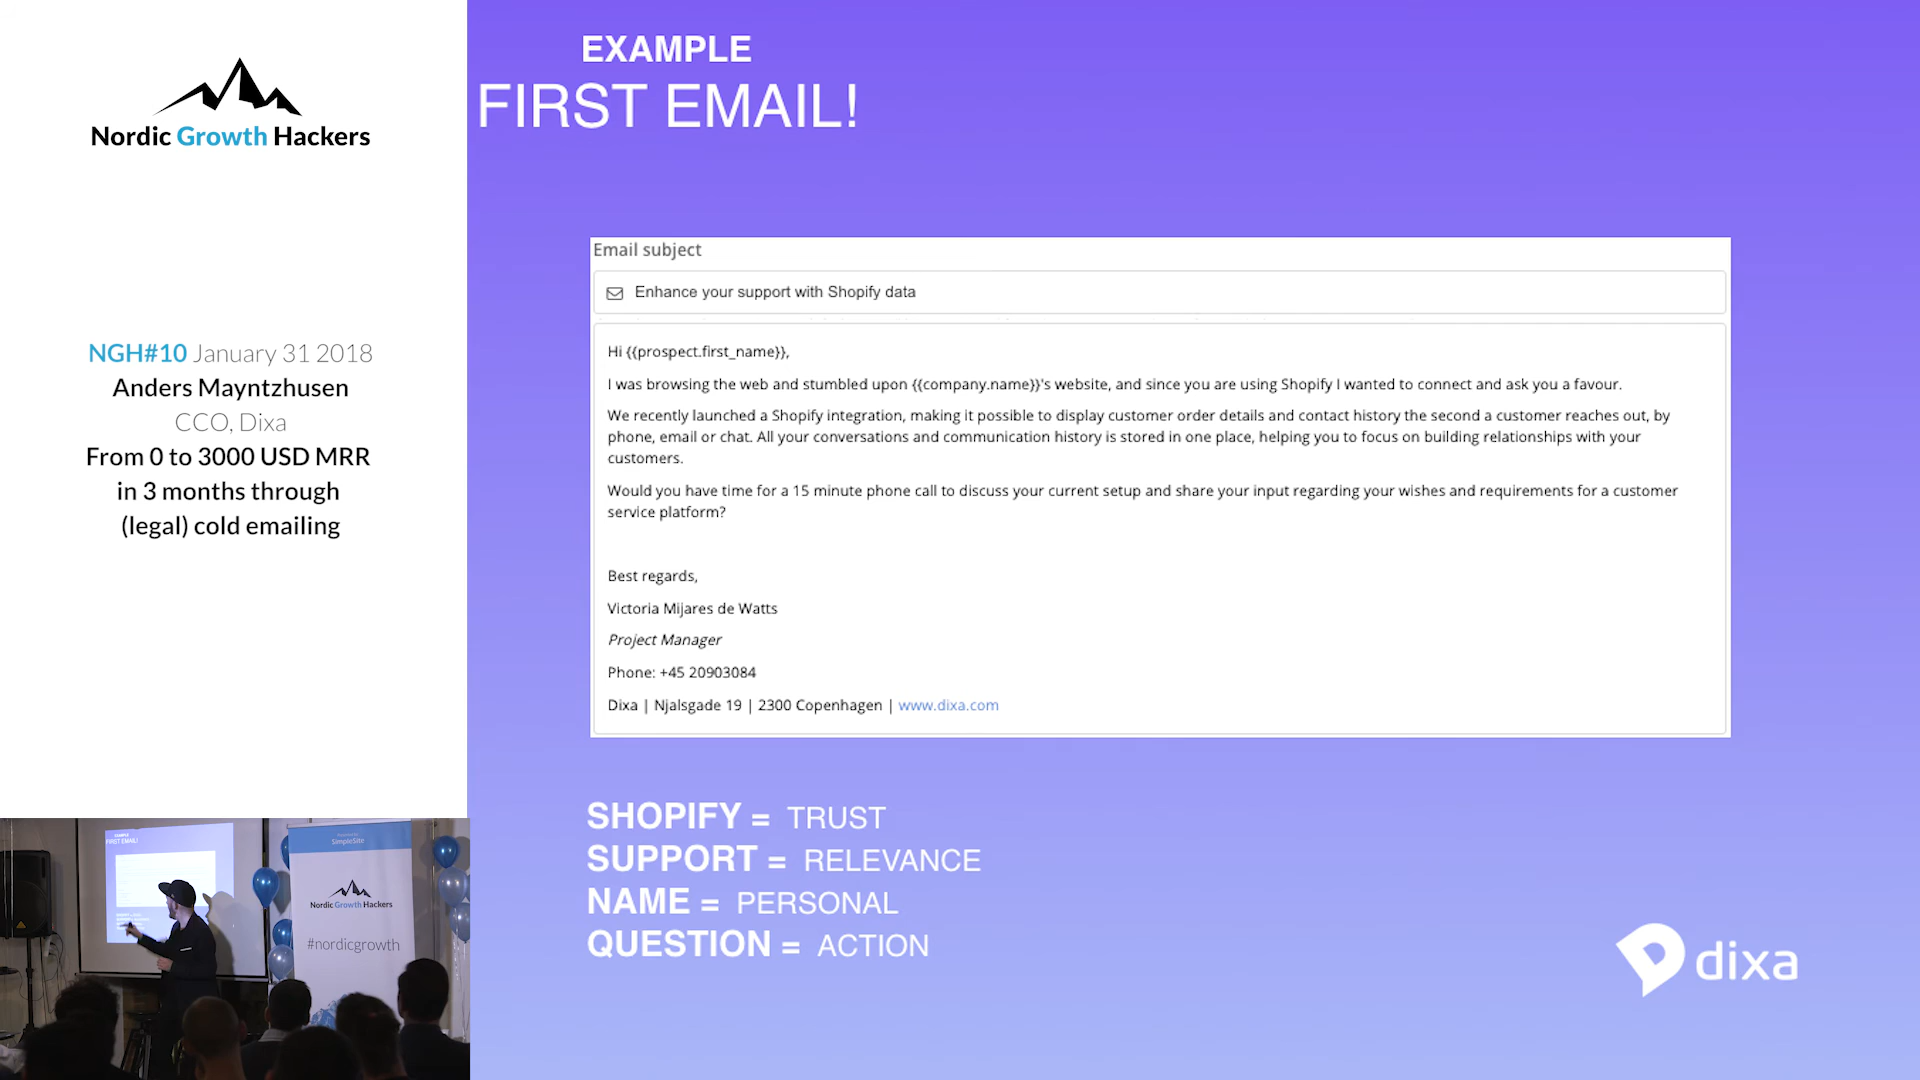 Nordic Growth Hackers
NGH#10 January 31 2018
Anders Mayntzhusen
CCO, Dixa
From 0 to 3000 USD MRR
in 3 months through
(legal) cold emailing
EXAMPLE
FIRST EMAIL!
Email subject
Enhance your support with Shopify data
Hi {{prospect.first_name}},
I was browsing the web and stumbled upon {{company.name}}'s website, and since you are using Shopify I wanted to connect and ask you a favour.
We recently launched a Shopify integration, making it possible to display customer order details and contact history the second a customer reaches out, by
phone, email or chat. All your conversations and communication history is stored in one place, helping you to focus on building relationships with your
customers.
Would you have time for a 15 minute phone call to discuss your current setup and share your input regarding your wishes and requirements for a customer
service platform?
Best regards,
Victoria Mijares de Watts
Project Manager
Phone: +45 20903084
Dixa | Njalsgade 19 | 2300 Copenhagen | www.dixa.com
SHOPIFY = TRUST
SUPPORT = RELEVANCE
NAME = PERSONAL
QUESTION = ACTION
dixa
EXAMPLE
FIRST EMAIL!
SimpleSite
Nordic Growth Hackers
#nordicgrowth